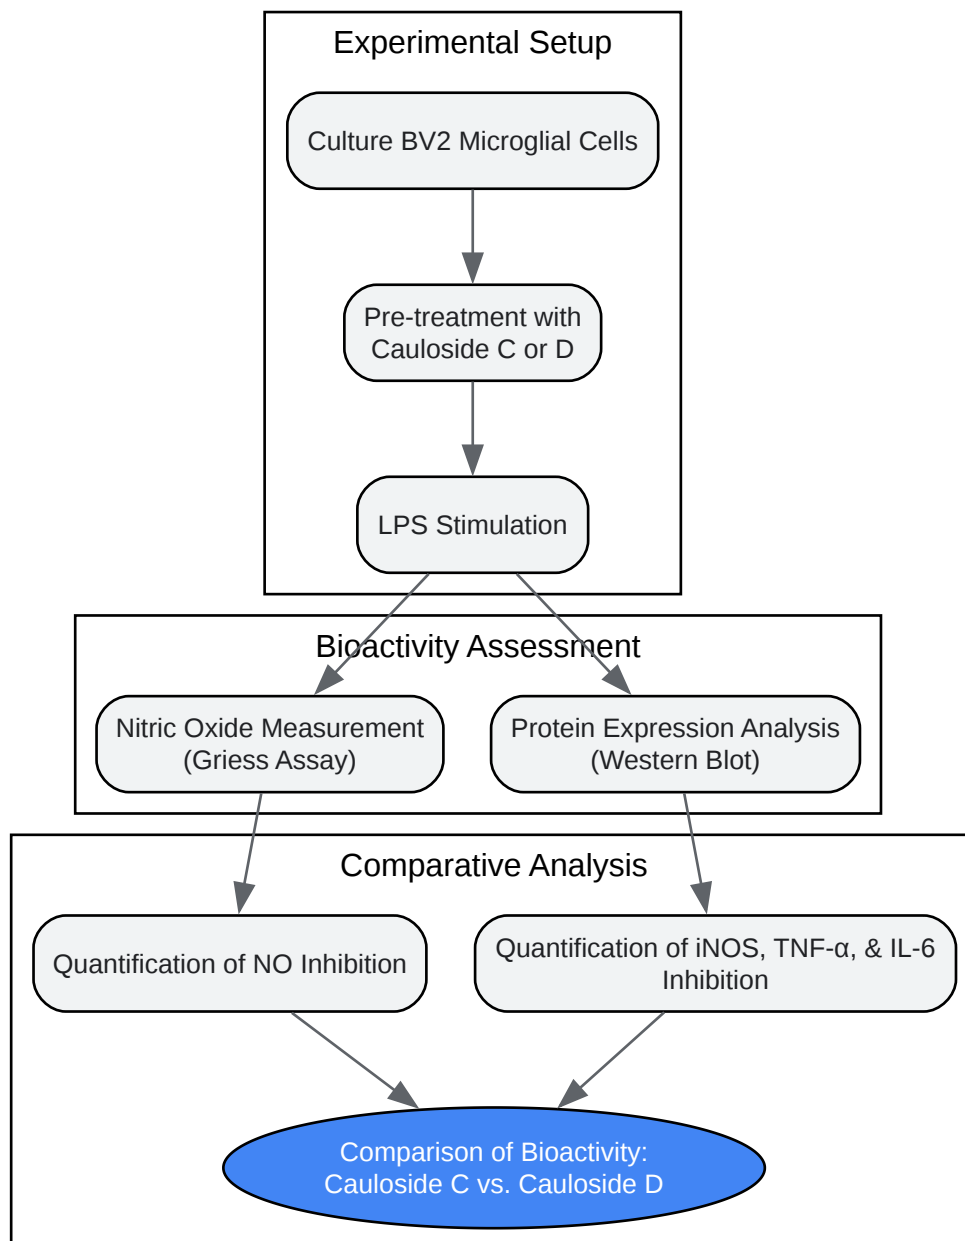 Experimental Setup
Culture BV2 Microglial Cells
Pre-treatment with
Cauloside C or D
LPS Stimulation
Bioactivity Assessment
Nitric Oxide Measurement
(Griess Assay)
Protein Expression Analysis
(Western Blot)
Comparative Analysis
Quantification of NO Inhibition
Quantification of iNOS, TNF-α, & IL-6
Inhibition
Comparison of Bioactivity:
Cauloside C vs. Cauloside D